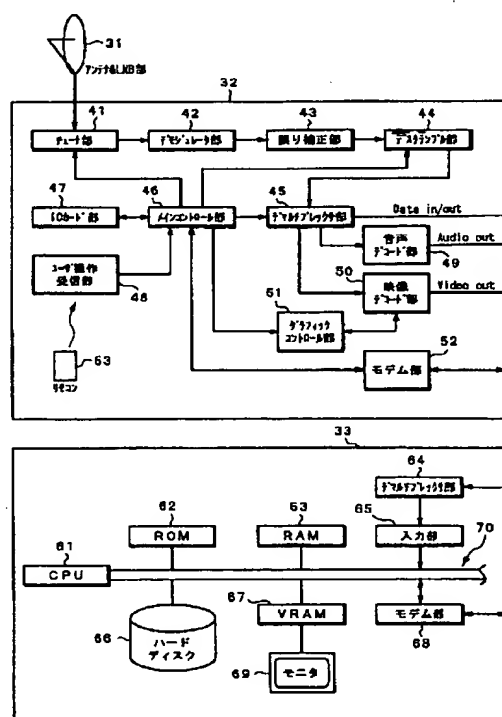 31
アンテナ&LNB部
32
41
42
43
44
チューナ部
デモジュレータ部
誤り補正部
デスクランブル部
47
46
45
ICカード部
メインコントロール部
デマルチプレックサ部
Data in/out
音声
デコード部
Audio out
49
ユーザ操作
受信部
48
50
映像
デコード部
Video out
51
グラフィック
コントロール部
53
リモコン
52
モデム部
33
64
デマルチプレックサ部
62
63
65
70
ROM
RAM
入力部
61
CPU
67
VRAM
モデム部
68
66
ハード
ディスク
69
モニタ